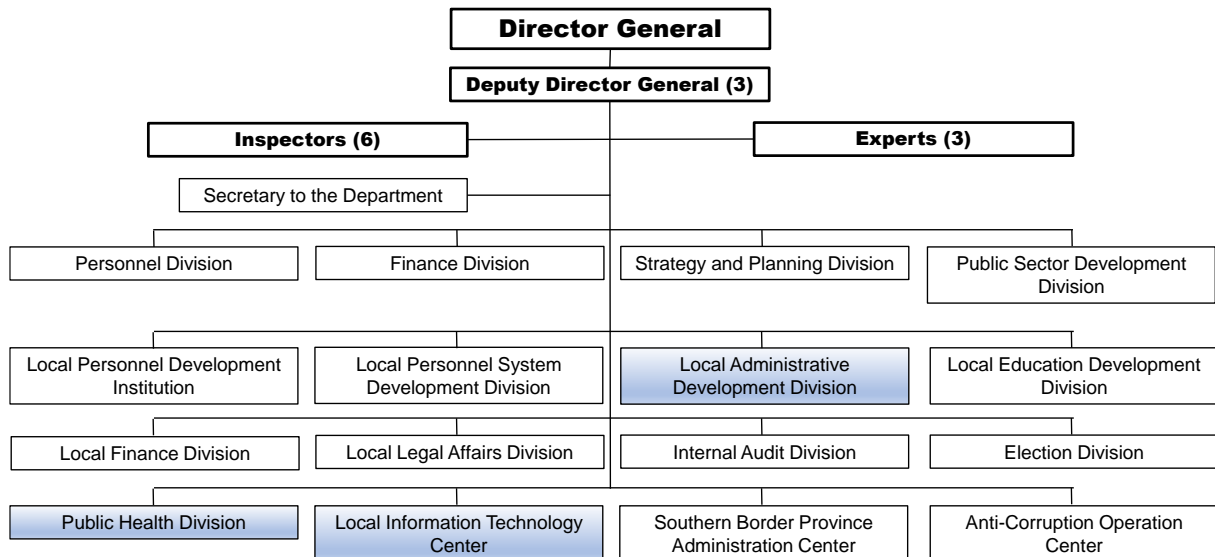 Director General
Deputy Director General (3)
Inspectors (6)
Experts (3)
Secretary to the Department
Personnel Division
Finance Division
Strategy and Planning Division
Public Sector Development
Division
Local Personnel Development
Institution
Local Personnel System
Development Division
Local Administrative
Development Division
Local Education Development
Division
Local Finance Division
Local Legal Affairs Division
Internal Audit Division
Election Division
Public Health Division
Local Information Technology
Center
Southern Border Province
Administration Center
Anti-Corruption Operation
Center